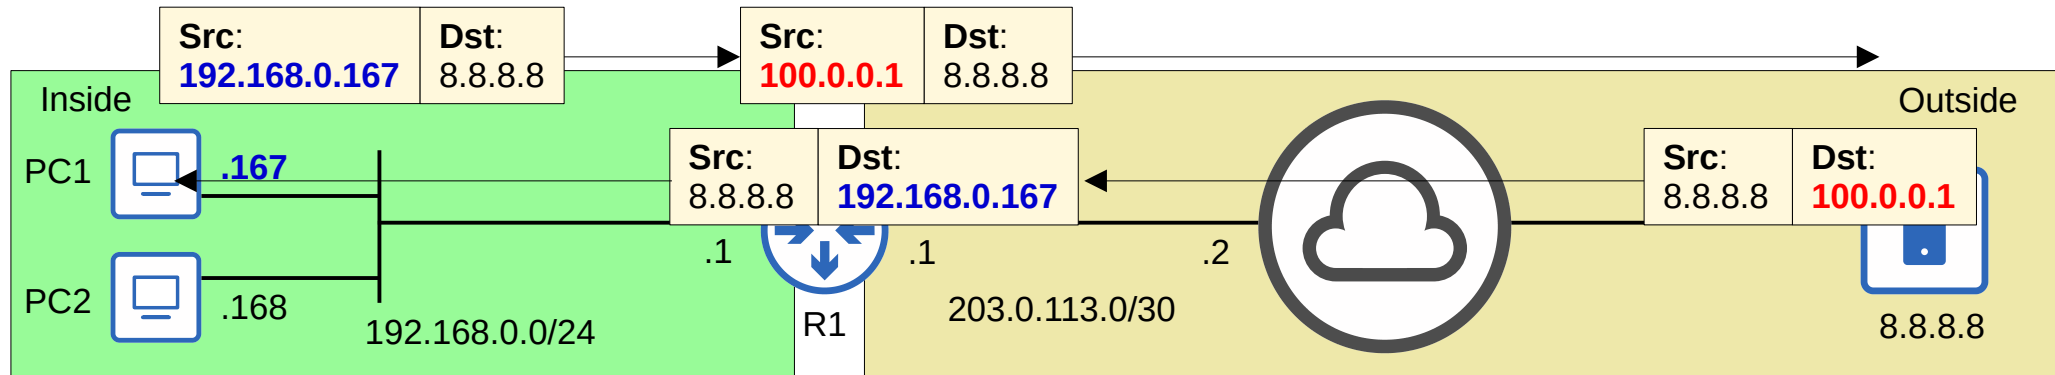 Src:
192.168.0.167
Dst:
8.8.8.8
Src:
100.0.0.1
Dst:
8.8.8.8
Inside
Outside
PC1
.167
Src:
8.8.8.8
Dst:
192.168.0.167
Src:
8.8.8.8
Dst:
100.0.0.1
.1
.1
.2
PC2
.168
192.168.0.0/24
R1
203.0.113.0/30
8.8.8.8